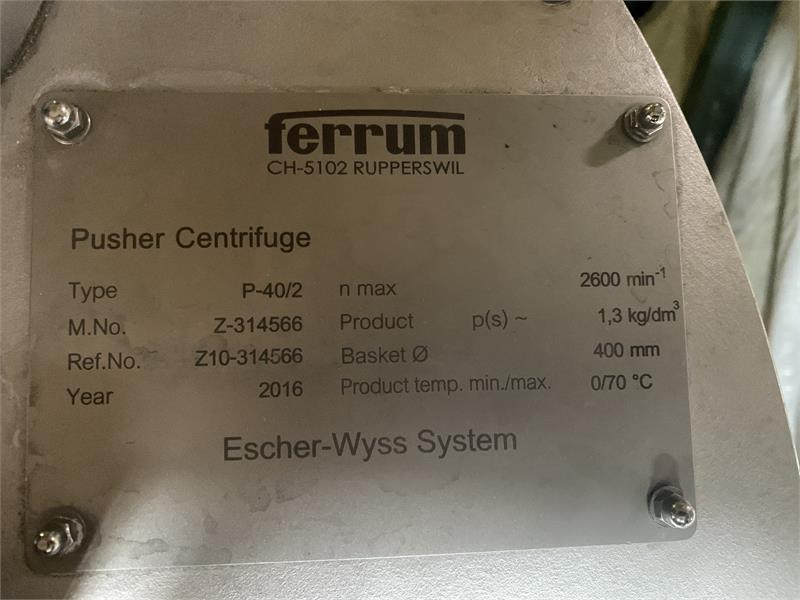 ferrum
CH-5102 RUPPERSWIL
Pusher Centrifuge
Type P-40/2 n max 2600 min⁻¹
M.No. Z-314566 Product p(s) ~ 1,3 kg/dm³
Ref.No. Z10-314566 Basket Ø 400 mm
Year 2016 Product temp. min./max. 0/70 °C
Escher-Wyss System